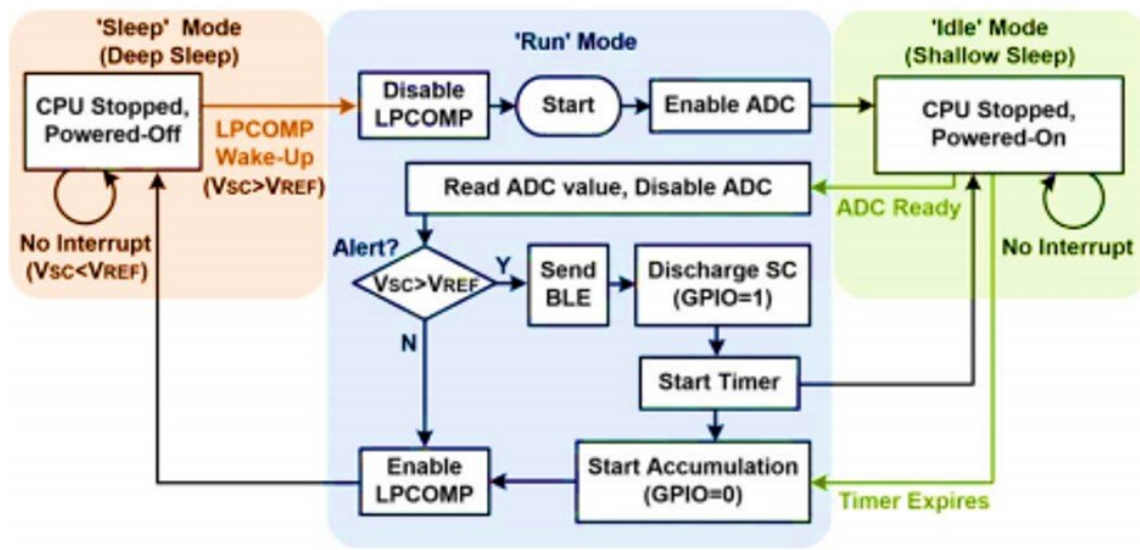 'Sleep' Mode
(Deep Sleep)
CPU Stopped,
Powered-Off
No Interrupt
(VSC<VREF)
LPCOMP
Wake-Up
(VSC>VREF)
'Run' Mode
Disable
LPCOMP
Start
Enable ADC
Read ADC value, Disable ADC
Alert?
VSC>VREF
Y
N
Send
BLE
Discharge SC
(GPIO=1)
Start Timer
Start Accumulation
(GPIO=0)
Enable
LPCOMP
'Idle' Mode
(Shallow Sleep)
CPU Stopped,
Powered-On
ADC Ready
No Interrupt
Timer Expires